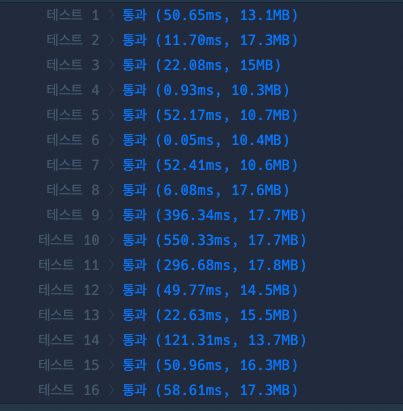 테스트 1 > 통과 (50.65ms, 13.1MB)
테스트 2 > 통과 (11.70ms, 17.3MB)
테스트 3 > 통과 (22.08ms, 15MB)
테스트 4 > 통과 (0.93ms, 10.3MB)
테스트 5 > 통과 (52.17ms, 10.7MB)
테스트 6 > 통과 (0.05ms, 10.4MB)
테스트 7 > 통과 (52.41ms, 10.6MB)
테스트 8 > 통과 (6.08ms, 17.6MB)
테스트 9 > 통과 (396.34ms, 17.7MB)
테스트 10 > 통과 (550.33ms, 17.7MB)
테스트 11 > 통과 (296.68ms, 17.8MB)
테스트 12 > 통과 (49.77ms, 14.5MB)
테스트 13 > 통과 (22.63ms, 15.5MB)
테스트 14 > 통과 (121.31ms, 13.7MB)
테스트 15 > 통과 (50.96ms, 16.3MB)
테스트 16 > 통과 (58.61ms, 17.3MB)